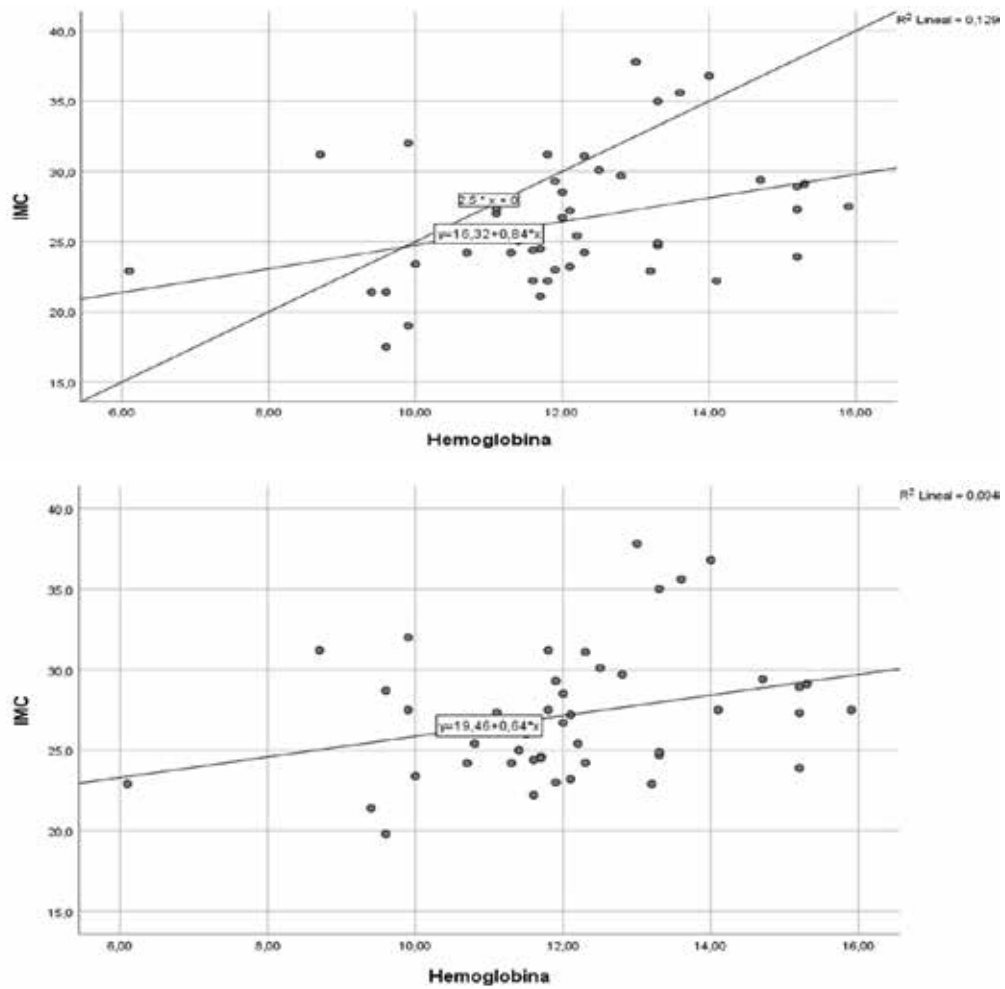 R² Lineal = 0,129
40,0
35,0
30,0
25,0
20,0
15,0
IMC
2.5 * x + 0
y=16,32+0,84*x
6,00 8,00 10,00 12,00 14,00 16,00
Hemoglobina
R² Lineal = 0,094
40,0
35,0
30,0
25,0
20,0
15,0
IMC
y=19,46+0,64*x
6,00 8,00 10,00 12,00 14,00 16,00
Hemoglobina